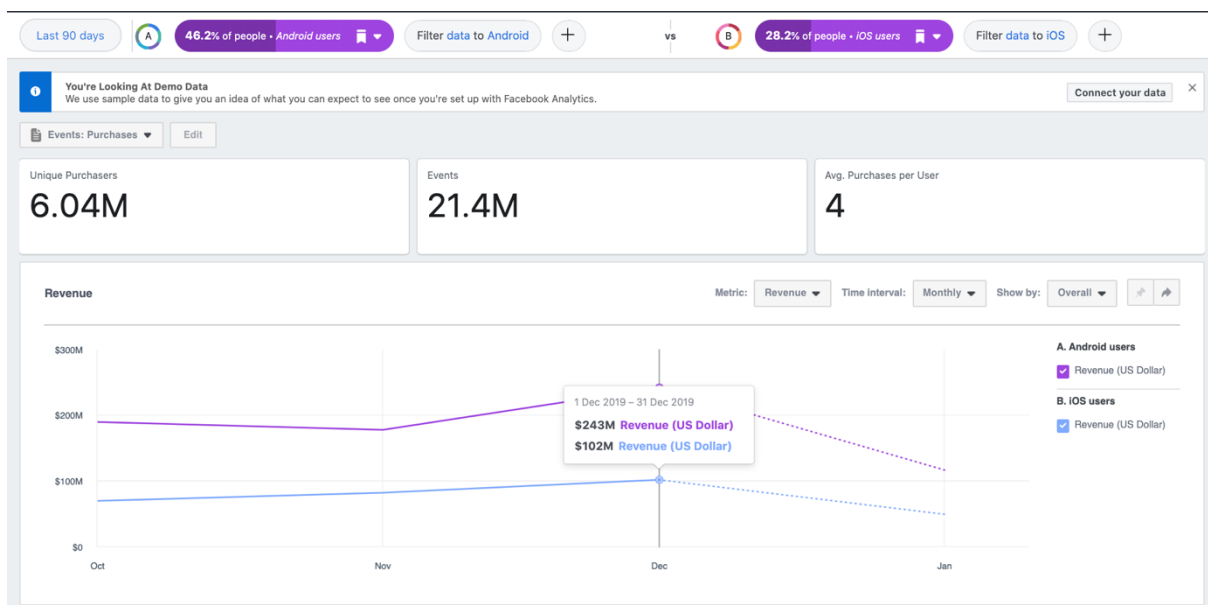 Last 90 days
A
46.2% of people • Android users
Filter data to Android
+
vs
B
28.2% of people • iOS users
Filter data to iOS
+
You're Looking At Demo Data
We use sample data to give you an idea of what you can expect to see once you're set up with Facebook Analytics.
Connect your data
Events: Purchases
Edit
Unique Purchasers
6.04M
Events
21.4M
Avg. Purchases per User
4
Revenue
Metric: Revenue
Time interval: Monthly
Show by: Overall
$300M
$200M
$100M
$0
Oct
Nov
Dec
Jan
1 Dec 2019 – 31 Dec 2019
$243M Revenue (US Dollar)
$102M Revenue (US Dollar)
A. Android users
Revenue (US Dollar)
B. iOS users
Revenue (US Dollar)